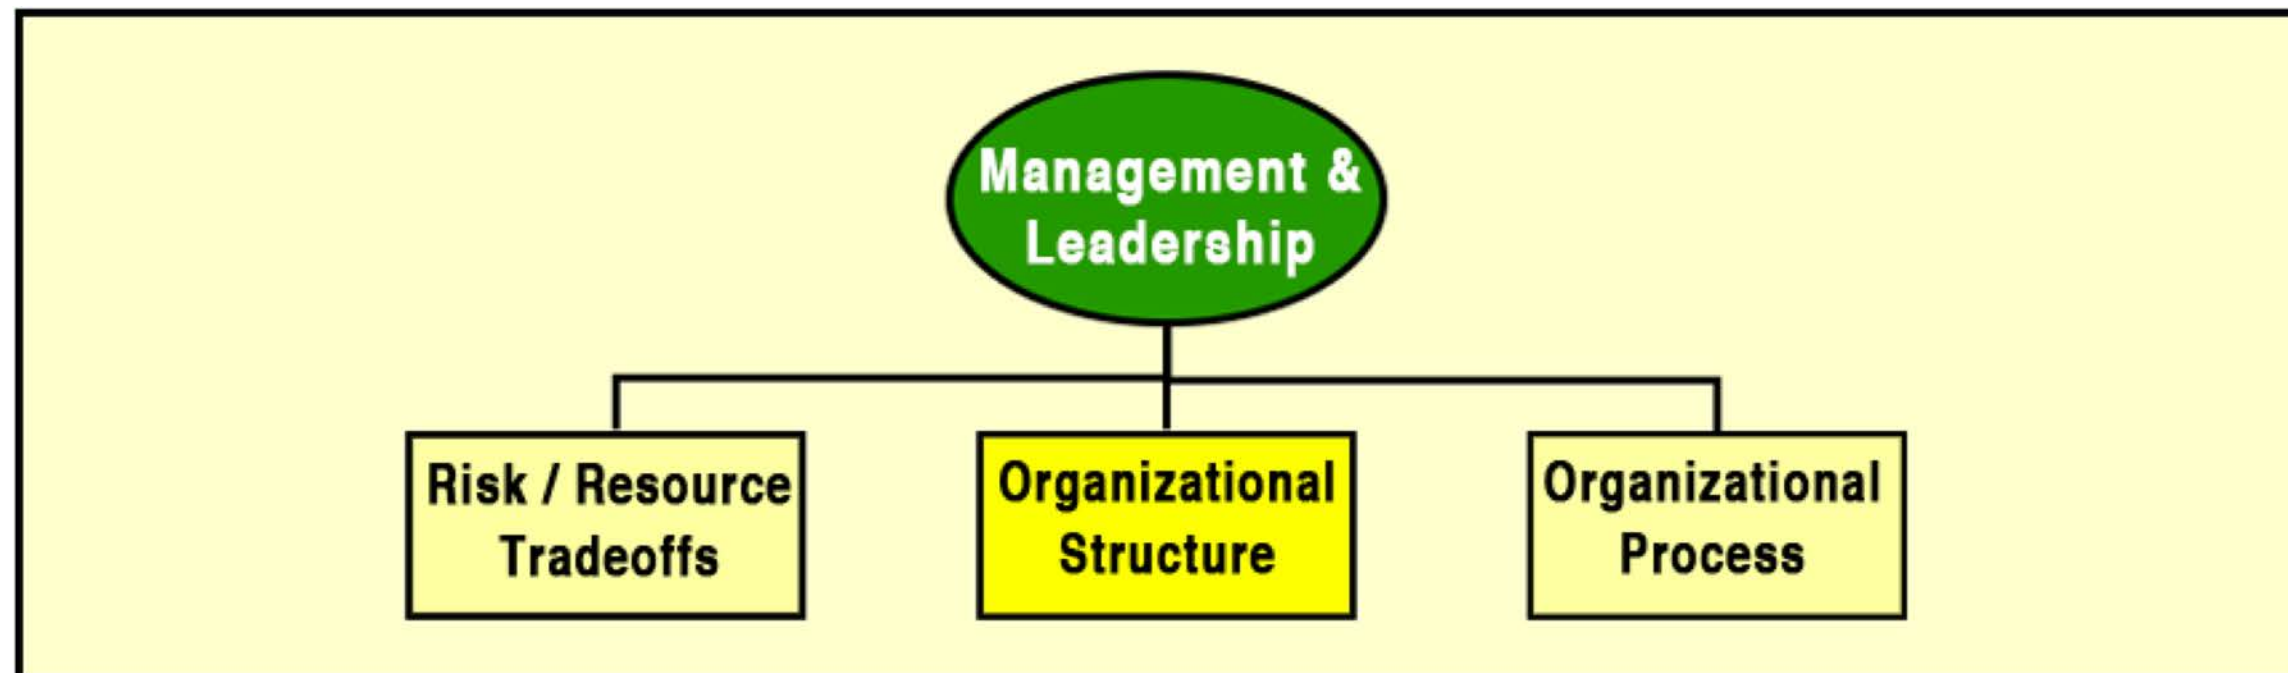 Management &
Leadership
Risk / Resource
Tradeoffs
Organizational
Structure
Organizational
Process